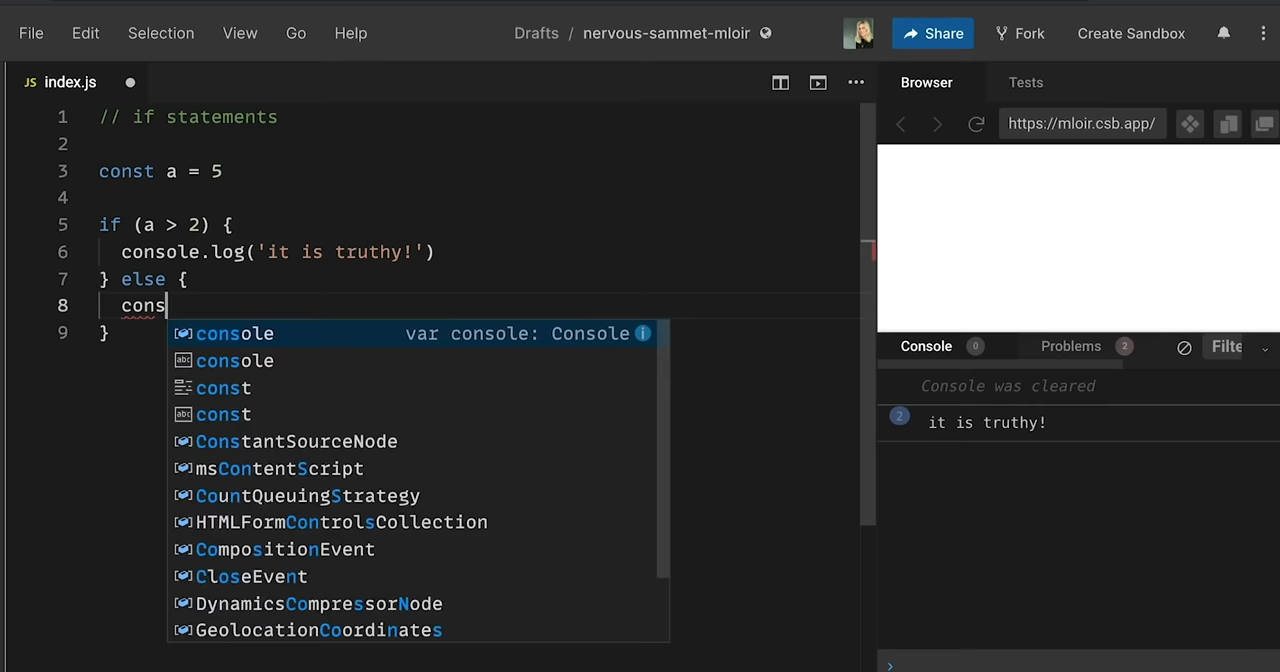 File Edit Selection View Go Help Drafts / nervous-sammet-mloir Share Fork Create Sandbox
JS index.js
Browser Tests
https://mloir.csb.app/
1 // if statements
2
3 const a = 5
4
5 if (a > 2) {
6 console.log('it is truthy!')
7 } else {
8 cons
9 }
console var console: Console i
abc console
const
abc const
ConstantSourceNode
msContentScript
CountQueuingStrategy
HTMLFormControlsCollection
CompositionEvent
CloseEvent
DynamicsCompressorNode
GeolocationCoordinates
Console 0 Problems 2 Filte
Console was cleared
2 it is truthy!
›